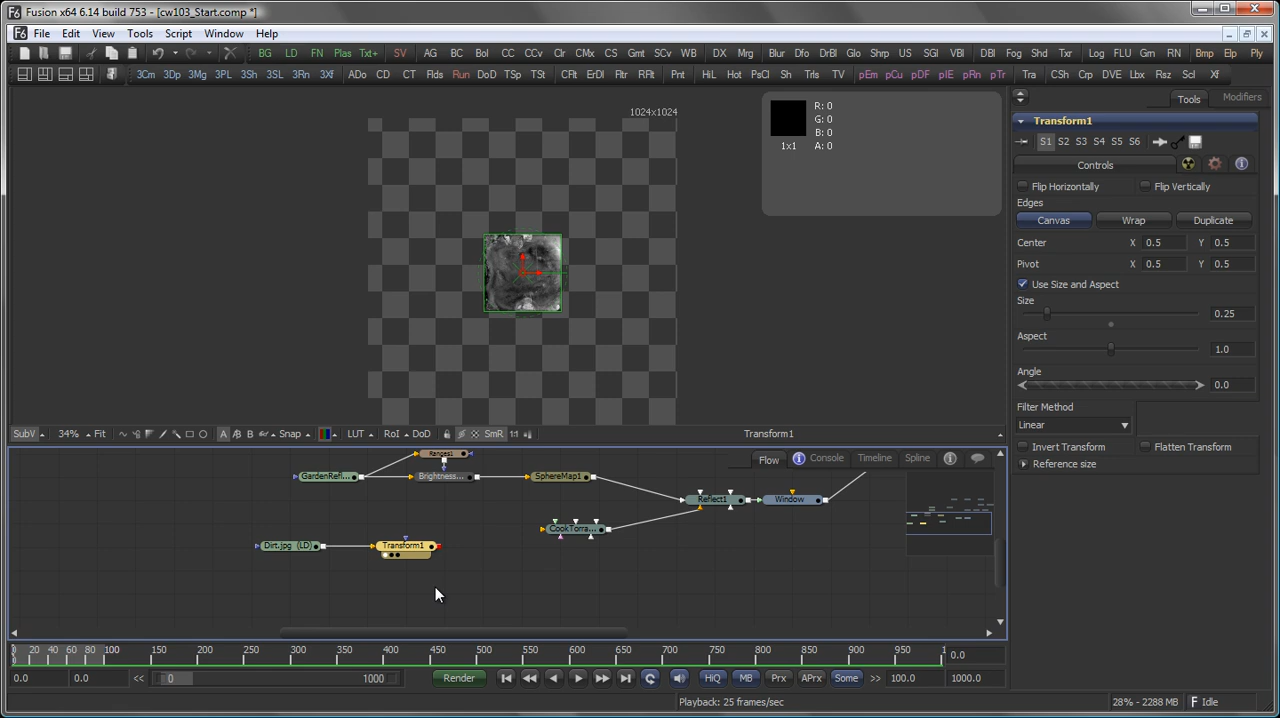 Fusion x64 6.14 build 753 - [cw103_Start.comp *]
File Edit View Tools Script Window Help
BG LD FN Plas Txt+ SV AG BC Bol CC CCv Clr CMx CS Gmt SCv WB DX Mrg Blur Dfo DrBl Glo Shrp US SGl VBl DBl Fog Shd Txr Log FLU Grn RN Bmp Elp Ply
3Cm 3Dp 3Mg 3PL 3Sh 3SL 3Rn 3Xf ADo CD CT Flds Run DoD TSp TSt CFlt ErDl Fltr RFlt Pnt HiL Hot PsCl Sh Trls TV pEm pCu pDF pIE pRn pTr Tra CSh Crp DVE Lbx Rsz Scl Xf
1024x1024
R: 0
G: 0
B: 0
A: 0
1x1
SubV 34% Fit A B B Snap LUT RoI DoD SmR 1:1 Transform1
Flow Console Timeline Spline
Ranges1
GardenRefl... Brightness... SphereMap1
Reflect1 Window
CookTorra...
Dirt.jpg (LD) Transform1
0 20 40 60 80 100 150 200 250 300 350 400 450 500 550 600 650 700 750 800 850 900 950 1 0.0
0.0 0.0 << 0 1000 Render HiQ MB Prx APrx Some >> 100.0 1000.0
Playback: 25 frames/sec 28% - 2288 MB Idle
Tools Modifiers
Transform1
S1 S2 S3 S4 S5 S6
Controls
Flip Horizontally Flip Vertically
Edges
Canvas Wrap Duplicate
Center X 0.5 Y 0.5
Pivot X 0.5 Y 0.5
Use Size and Aspect
Size
0.25
Aspect
1.0
Angle
0.0
Filter Method
Linear
Invert Transform Flatten Transform
Reference size